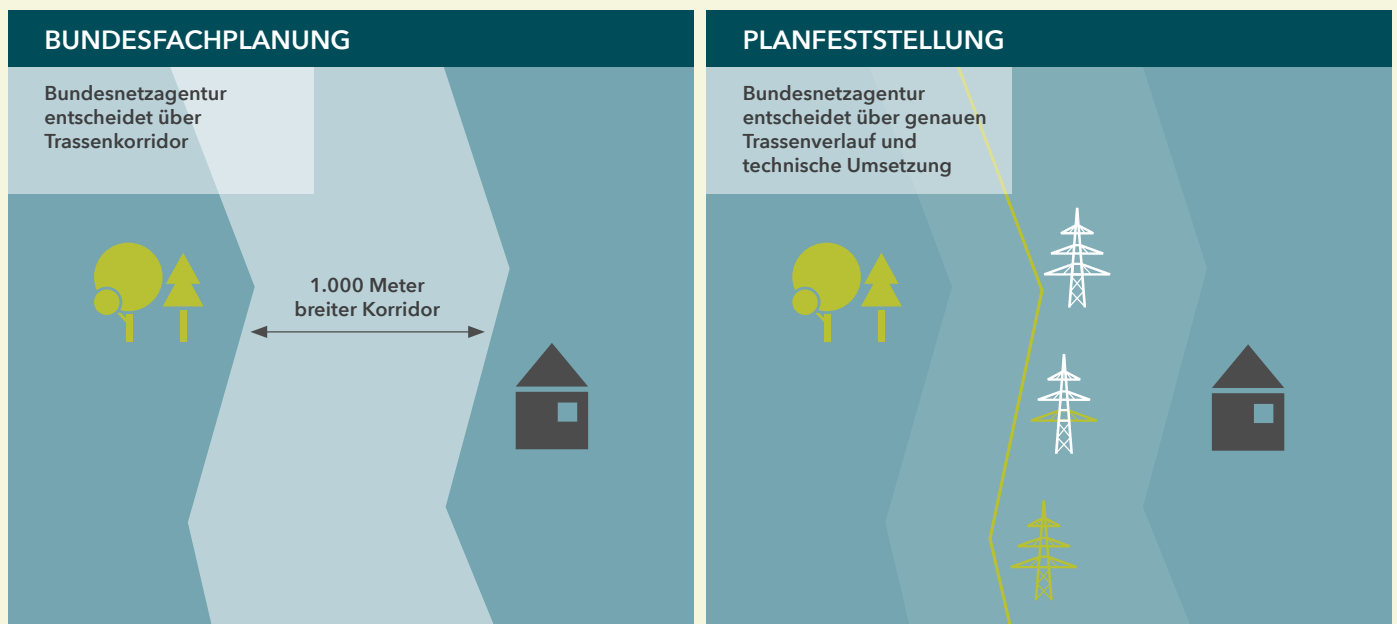 BUNDESFACHPLANUNG
Bundesnetzagentur
entscheidet über
Trassenkorridor
1.000 Meter
breiter Korridor
PLANFESTSTELLUNG
Bundesnetzagentur
entscheidet über genauen
Trassenverlauf und
technische Umsetzung